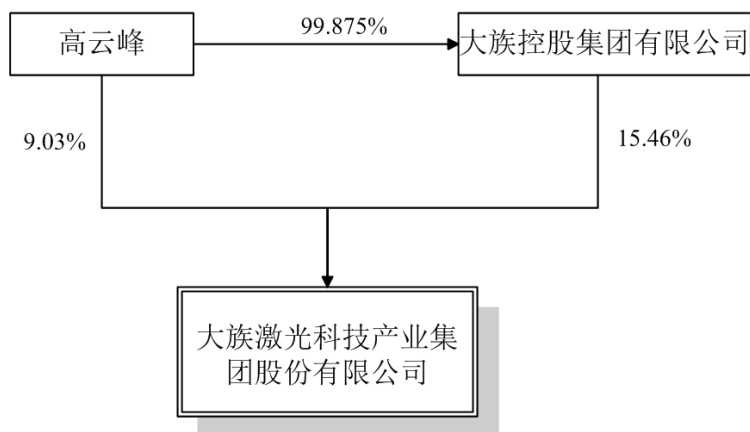 高云峰
99.875%
大族控股集团有限公司
9.03%
15.46%
大族激光科技产业集
团股份有限公司